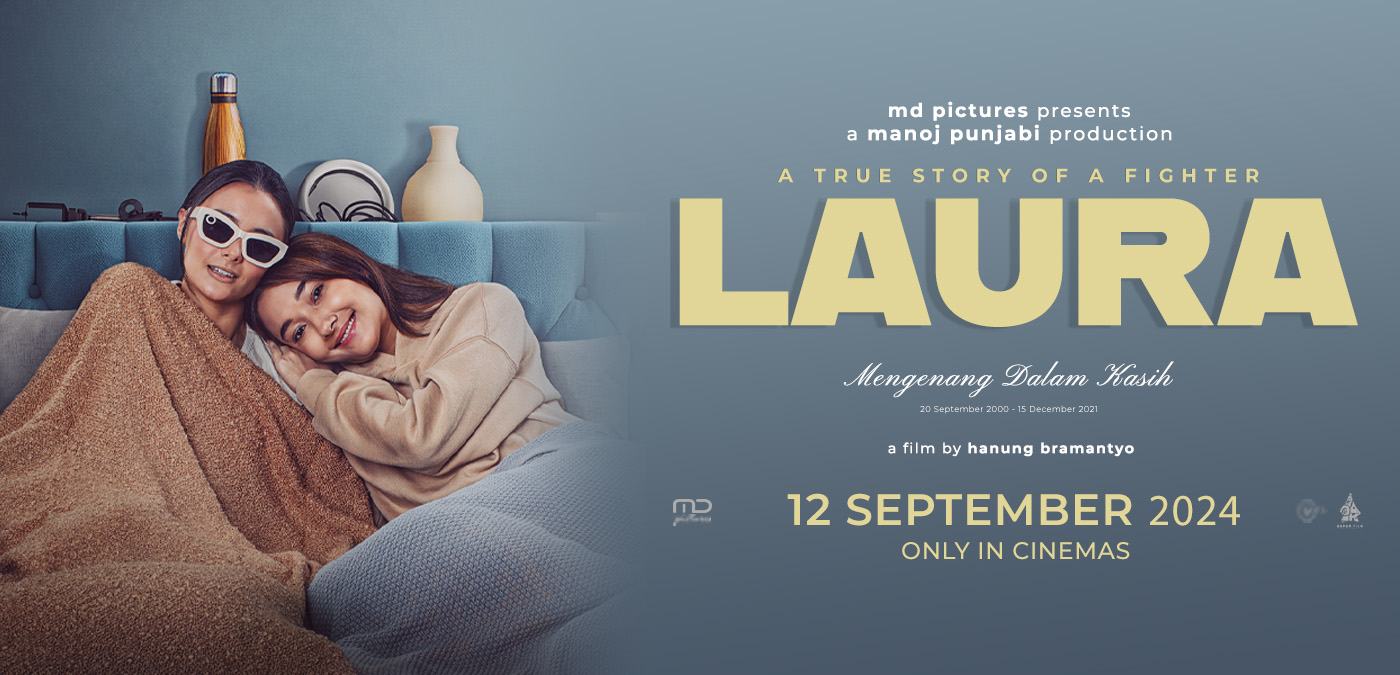 md pictures presents
a manoj punjabi production
A TRUE STORY OF A FIGHTER
LAURA
Mengenang Dalam Kasih
20 September 2000 - 15 December 2021
a film by hanung bramantyo
12 SEPTEMBER 2024
ONLY IN CINEMAS
MD